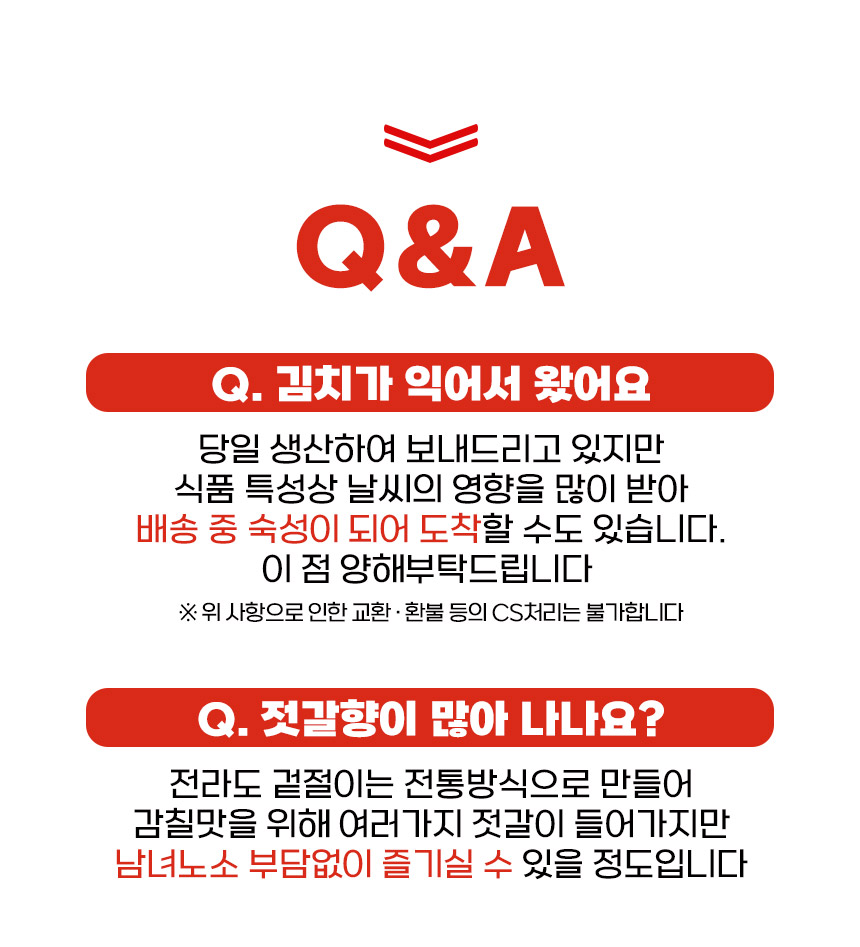 Q&A
Q. 김치가 익어서 왔어요
당일 생산하여 보내드리고 있지만
식품 특성상 날씨의 영향을 많이 받아
배송 중 숙성이 되어 도착할 수도 있습니다.
이 점 양해부탁드립니다
※ 위 사항으로 인한 교환 · 환불 등의 CS처리는 불가합니다
Q. 젓갈향이 많아 나나요?
전라도 겉절이는 전통방식으로 만들어
감칠맛을 위해 여러가지 젓갈이 들어가지만
남녀노소 부담없이 즐기실 수 있을 정도입니다